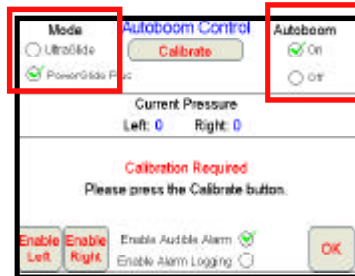 Mode Autoboom Control Autoboom
UltraGlide Calibrate On
PowerGlide Plus Off
Current Pressure
Left: 0 Right: 0
Calibration Required
Please press the Calibrate button.
Enable Left Enable Right Enable Audible Alarm
Enable Alarm Logging OK